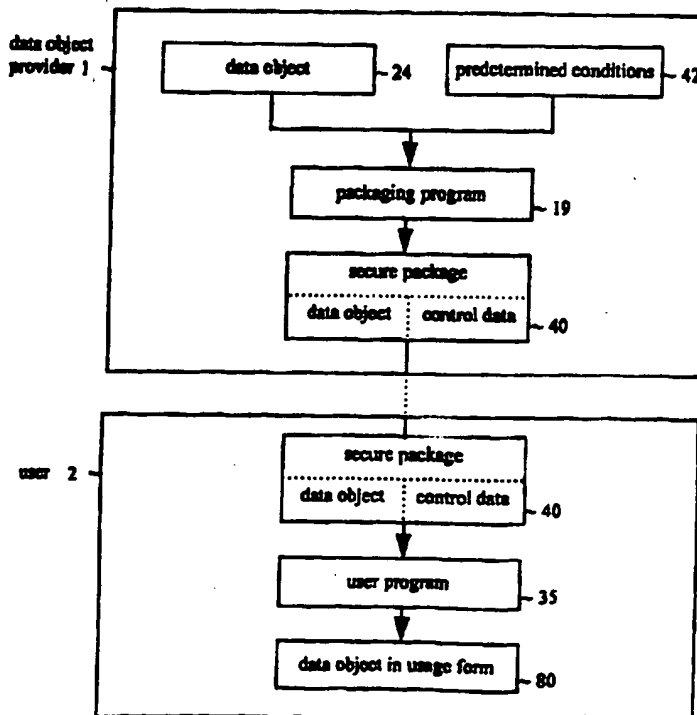 data object
provider 1
data object
24
predetermined conditions
42
packaging program
19
secure package
data object control data
40
user 2
secure package
data object control data
40
user program
35
data object in usage form
80